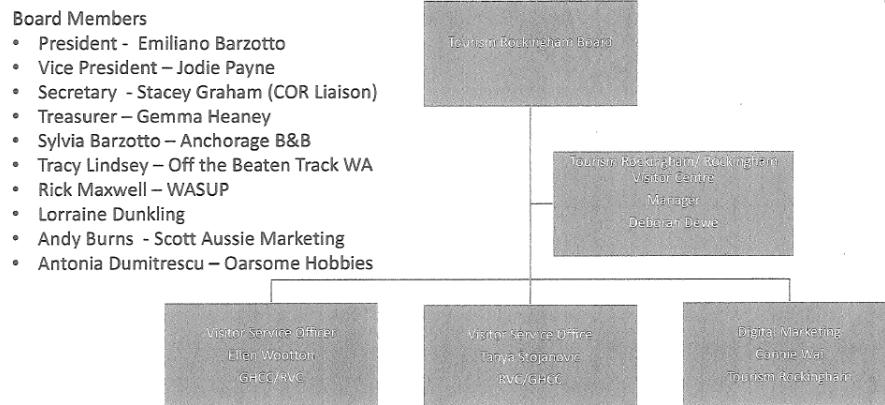 Board Members
• President - Emiliano Barzotto
• Vice President – Jodie Payne
• Secretary - Stacey Graham (COR Liaison)
• Treasurer – Gemma Heaney
• Sylvia Barzotto – Anchorage B&B
• Tracy Lindsey – Off the Beaten Track WA
• Rick Maxwell – WASUP
• Lorraine Dunkling
• Andy Burns - Scott Aussie Marketing
• Antonia Dumitrescu – Oarsome Hobbies
Tourism Rockingham Board
Tourism Rockingham/ Rockingham
Visitor Centre
Manager
Deborah Dewe
Visitor Service Officer
Ellen Wootton
GHCC/RVC
Visitor Service Office
Tanya Stojanovic
RVC/GHCC
Digital Marketing
Connie Wai
Tourism Rockingham